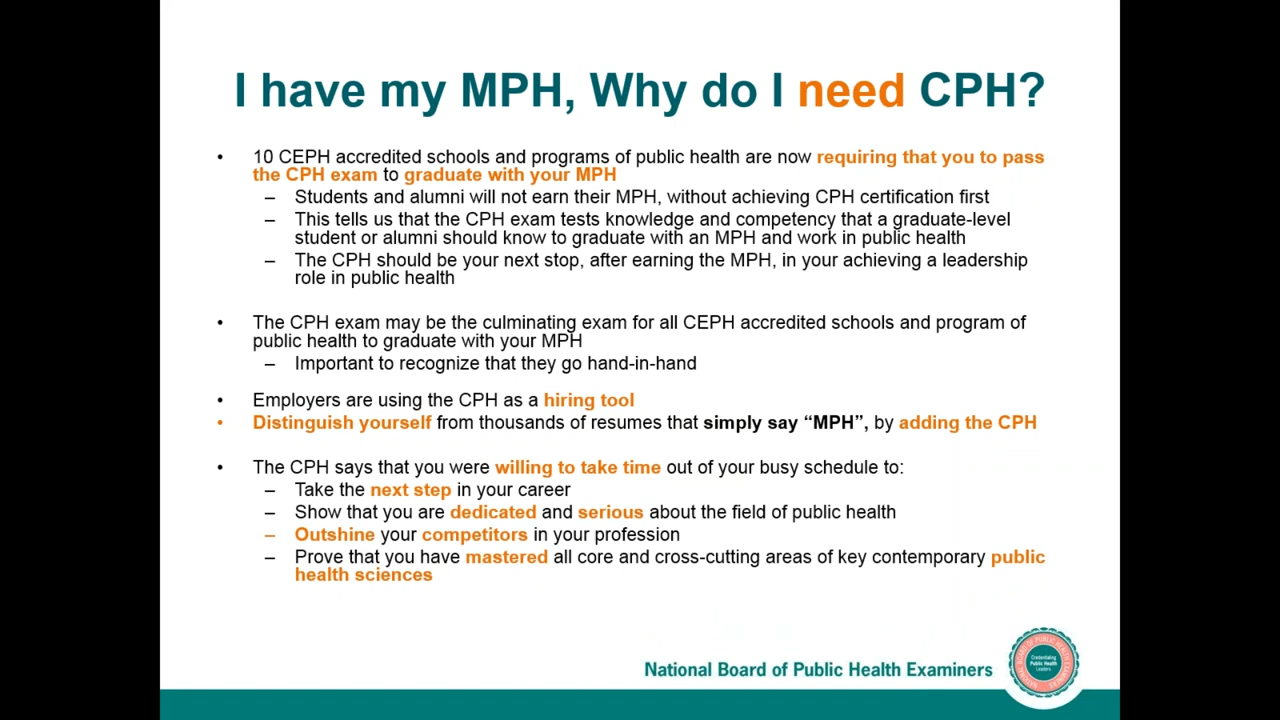 I have my MPH, Why do I need CPH?
• 10 CEPH accredited schools and programs of public health are now requiring that you to pass
the CPH exam to graduate with your MPH
– Students and alumni will not earn their MPH, without achieving CPH certification first
– This tells us that the CPH exam tests knowledge and competency that a graduate-level
student or alumni should know to graduate with an MPH and work in public health
– The CPH should be your next stop, after earning the MPH, in your achieving a leadership
role in public health
• The CPH exam may be the culminating exam for all CEPH accredited schools and program of
public health to graduate with your MPH
– Important to recognize that they go hand-in-hand
• Employers are using the CPH as a hiring tool
• Distinguish yourself from thousands of resumes that simply say “MPH”, by adding the CPH
• The CPH says that you were willing to take time out of your busy schedule to:
– Take the next step in your career
– Show that you are dedicated and serious about the field of public health
– Outshine your competitors in your profession
– Prove that you have mastered all core and cross-cutting areas of key contemporary public
health sciences
National Board of Public Health Examiners
NATIONAL BOARD OF PUBLIC HEALTH EXAMINERS
Credentialing
Public Health
Leaders